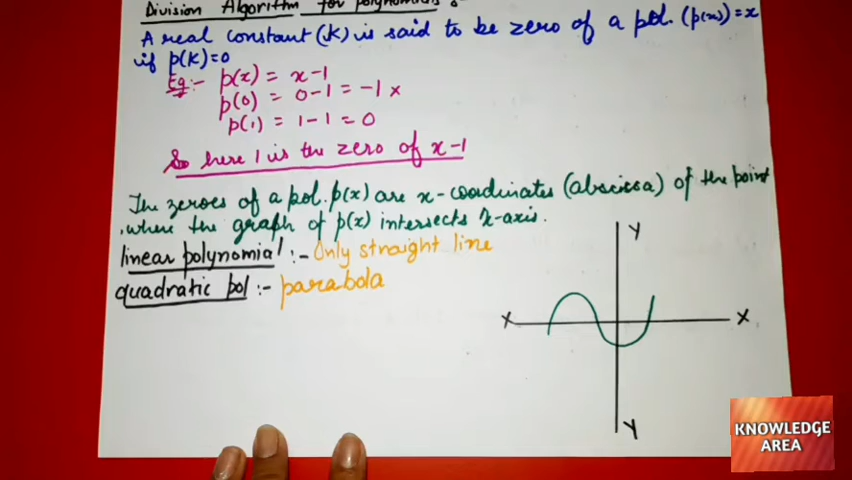 Division Algorithm for polynomials :
A real constant (k) is said to be zero of a pol. (p(x)) = x
if p(k)=0
Eg:- p(x) = x-1
p(0) = 0-1 = -1 ×
p(1) = 1-1 = 0
So here 1 is the zero of x-1
The zeroes of a pol. p(x) are x-coordinates (abscissa) of the point
where the graph of p(x) intersects x-axis.
linear polynomial :- Only straight line
quadratic pol :- parabola
Y
X X
Y
KNOWLEDGE
AREA